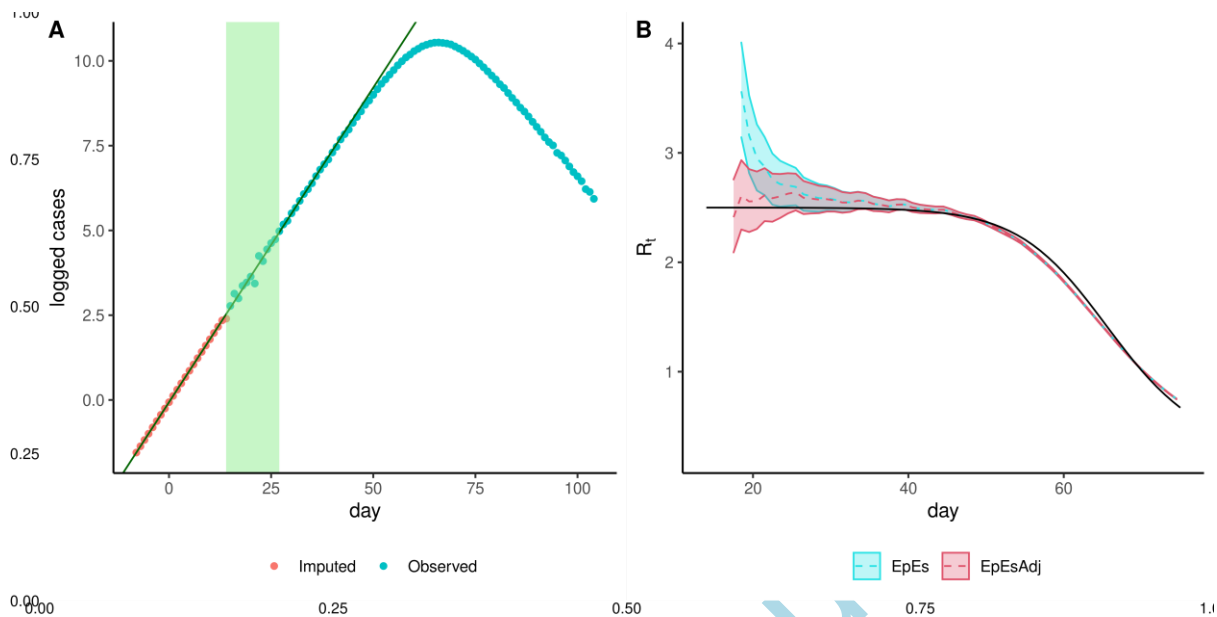 1.00
A
B
10.0
7.5
5.0
2.5
0.0
logged cases
0 25 50 75 100
day
Imputed Observed
4
3
2
1
Rt
20 40 60
day
EpEs EpEsAdj
0.75
0.50
0.25
0.00
0.00 0.25 0.50 0.75 1.0